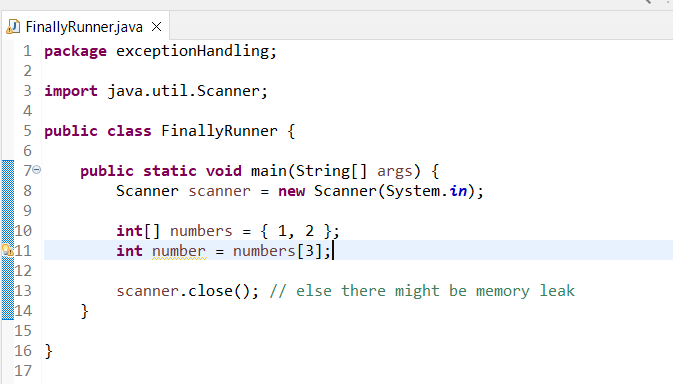 FinallyRunner.java
1 package exceptionHandling;
2
3 import java.util.Scanner;
4
5 public class FinallyRunner {
6
7     public static void main(String[] args) {
8         Scanner scanner = new Scanner(System.in);
9
10         int[] numbers = { 1, 2 };
11         int number = numbers[3];
12
13         scanner.close(); // else there might be memory leak
14     }
15
16 }
17